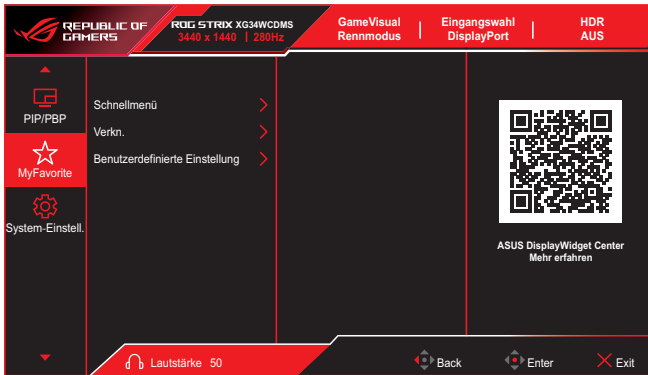 REPUBLIC OF
GAMERS
ROG STRIX XG34WCDMS
3440 x 1440 | 280Hz
GameVisual
Rennmodus
Eingangswahl
DisplayPort
HDR
AUS
PIP/PBP
MyFavorite
System-Einstell.
Schnellmenü
Verkn.
Benutzerdefinierte Einstellung
ASUS DisplayWidget Center
Mehr erfahren
Lautstärke 50
Back
Enter
Exit